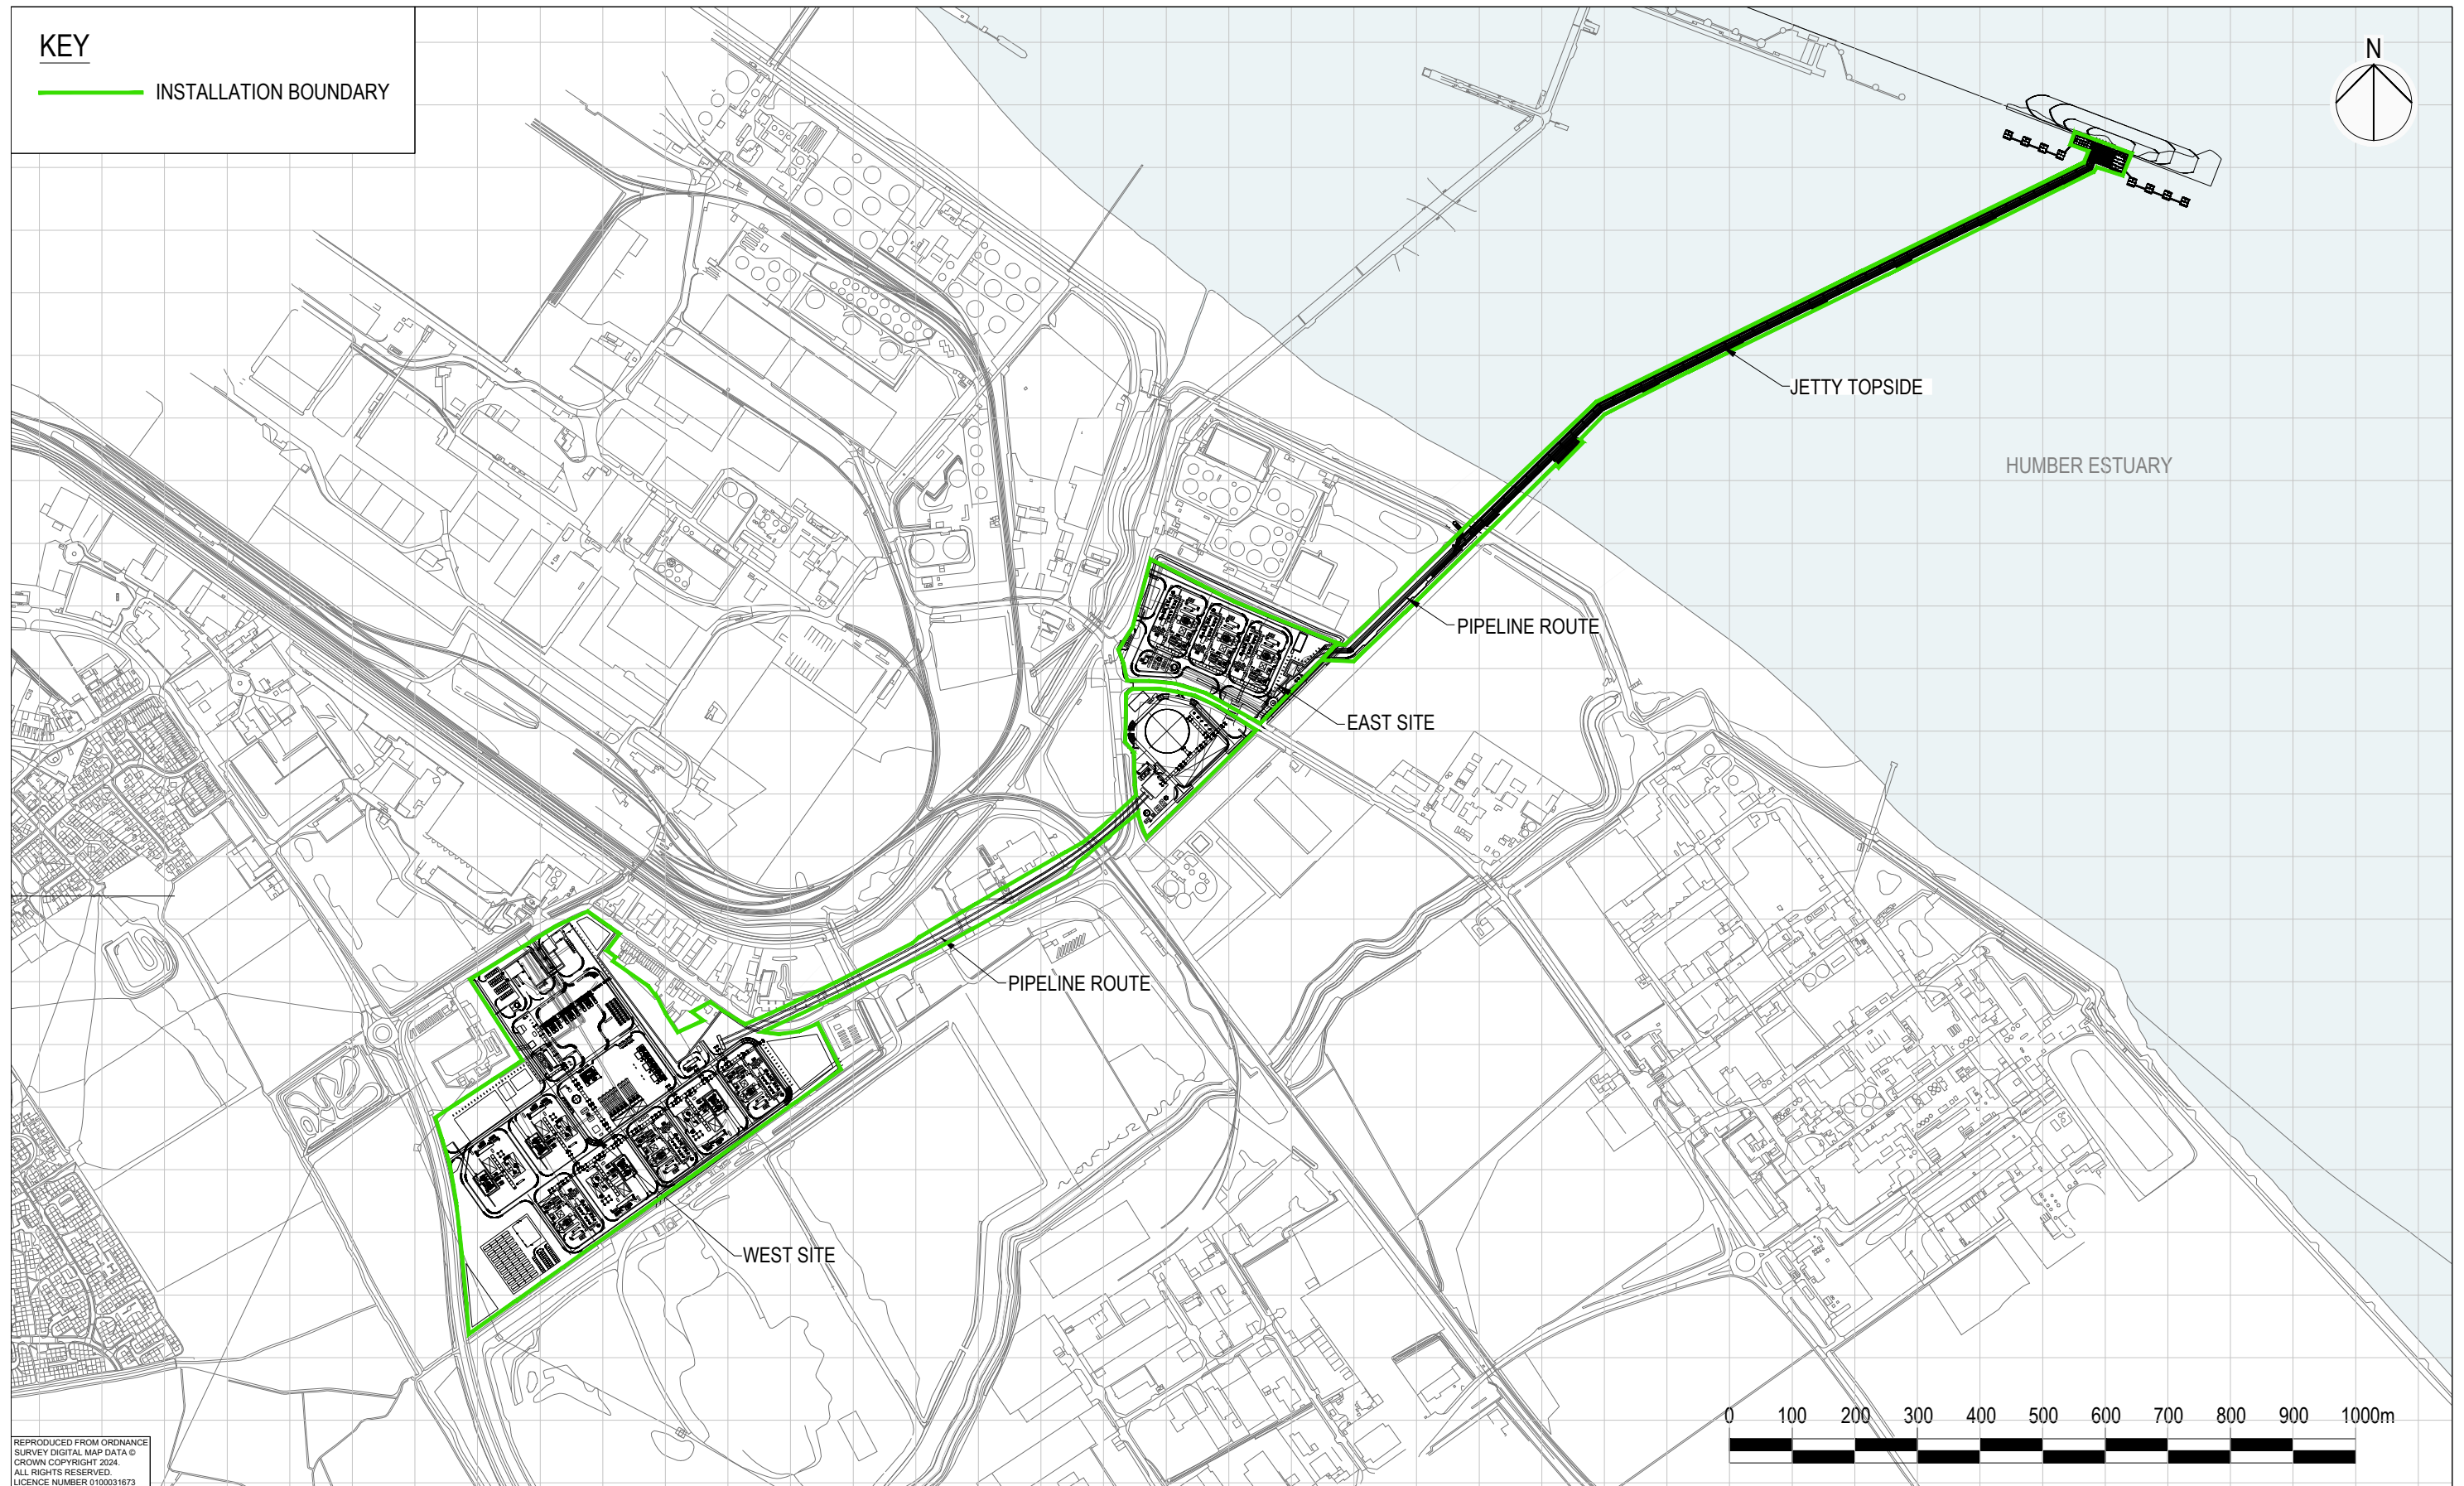 KEY
INSTALLATION BOUNDARY
N
JETTY TOPSIDE
HUMBER ESTUARY
PIPELINE ROUTE
EAST SITE
PIPELINE ROUTE
WEST SITE
0 100 200 300 400 500 600 700 800 900 1000m
REPRODUCED FROM ORDNANCE
SURVEY DIGITAL MAP DATA ©
CROWN COPYRIGHT 2024.
ALL RIGHTS RESERVED.
LICENCE NUMBER 0100031673